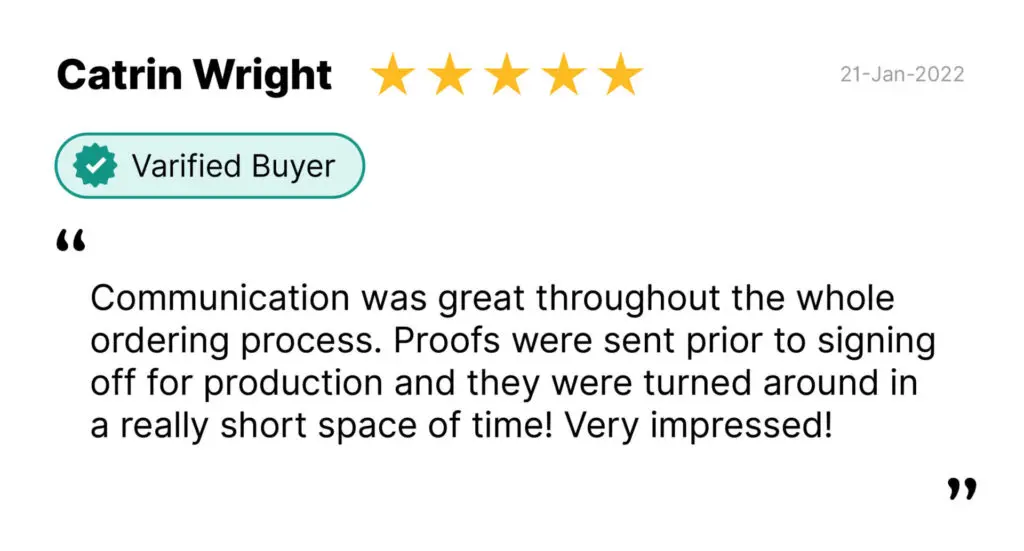 Catrin Wright
21-Jan-2022
Varified Buyer
“
Communication was great throughout the whole
ordering process. Proofs were sent prior to signing
off for production and they were turned around in
a really short space of time! Very impressed!
”